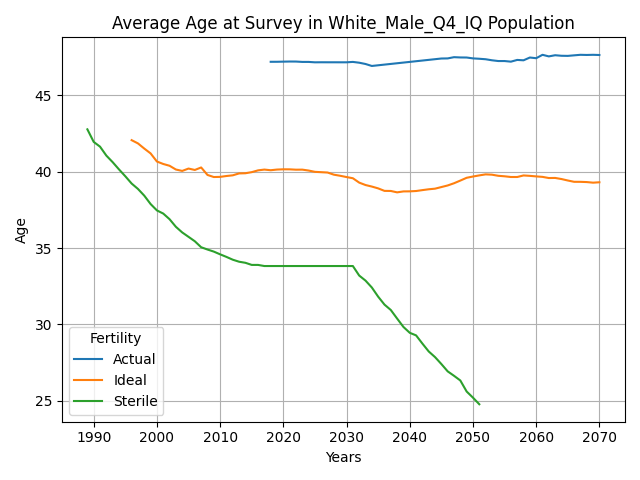 Average Age at Survey in White_Male_Q4_IQ Population
Age
45
40
35
30
25
Fertility
Actual
Ideal
Sterile
1990 2000 2010 2020 2030 2040 2050 2060 2070
Years